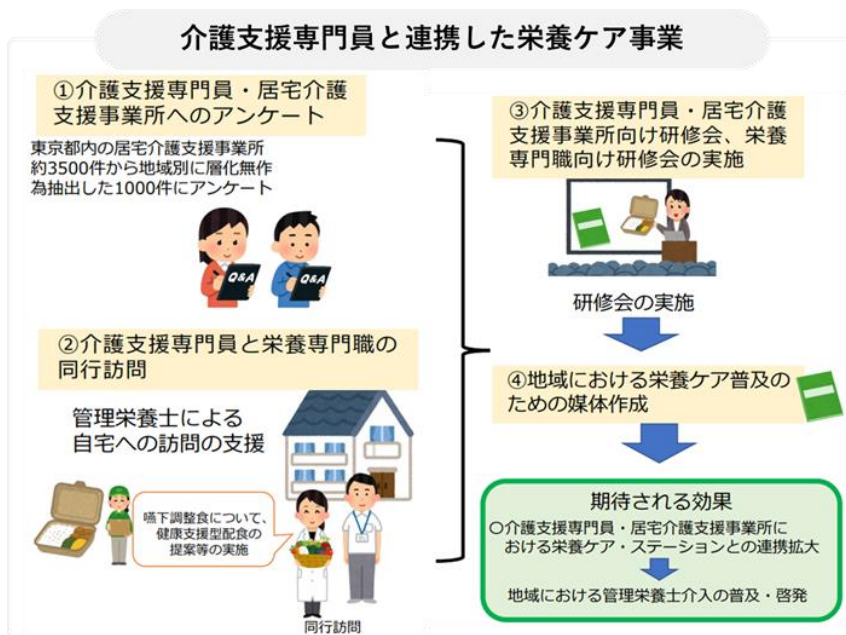 介護支援専門員と連携した栄養ケア事業
①介護支援専門員・居宅介護
支援事業所へのアンケート
東京都内の居宅介護支援事業所
約3500件から地域別に層化無作
為抽出した1000件にアンケート
Q&A
Q&A
②介護支援専門員と栄養専門職の
同行訪問
管理栄養士による
自宅への訪問の支援
嚥下調整食について、
健康支援型配食の
提案等の実施
同行訪問
③介護支援専門員・居宅介護
支援事業所向け研修会、栄養
専門職向け研修会の実施
研修会の実施
④地域における栄養ケア普及の
ための媒体作成
期待される効果
〇介護支援専門員・居宅介護支援事業所に
おける栄養ケア・ステーションとの連携拡大
地域における管理栄養士介入の普及・啓発